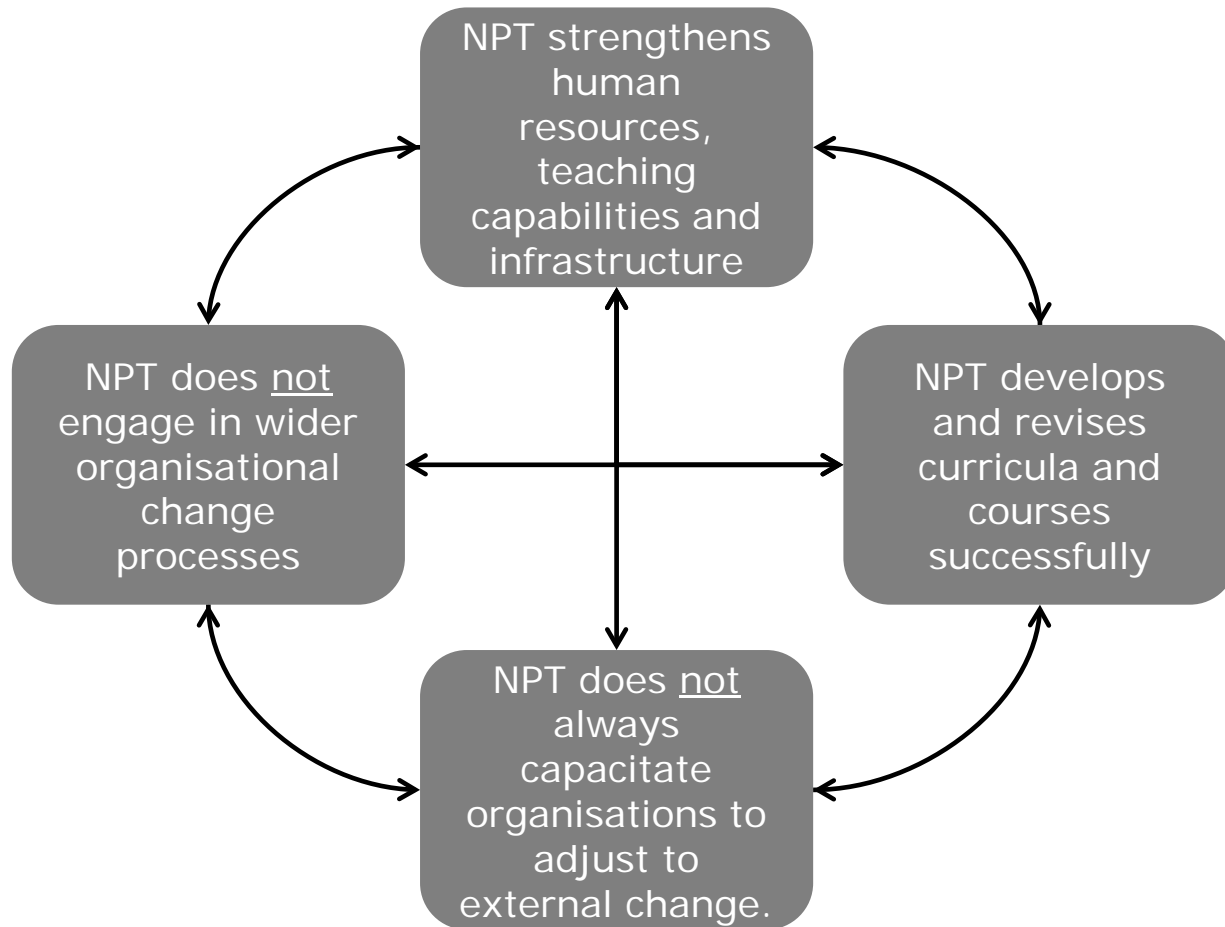 NPT strengthens
human
resources,
teaching
capabilities and
infrastructure
NPT does not
engage in wider
organisational
change
processes
NPT develops
and revises
curricula and
courses
successfully
NPT does not
always
capacitate
organisations to
adjust to
external change.